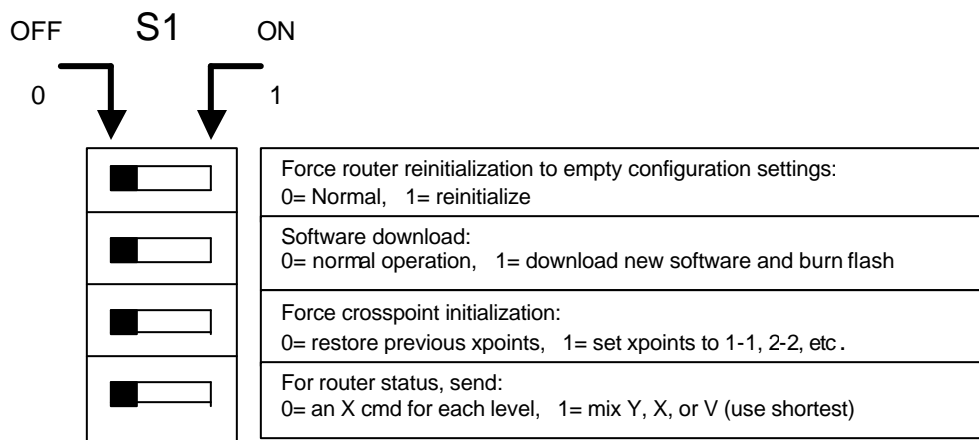 OFF S1 ON
0 1
Force router reinitialization to empty configuration settings:
0= Normal, 1= reinitialize
Software download:
0= normal operation, 1= download new software and burn flash
Force crosspoint initialization:
0= restore previous xpoints, 1= set xpoints to 1-1, 2-2, etc.
For router status, send:
0= an X cmd for each level, 1= mix Y, X, or V (use shortest)